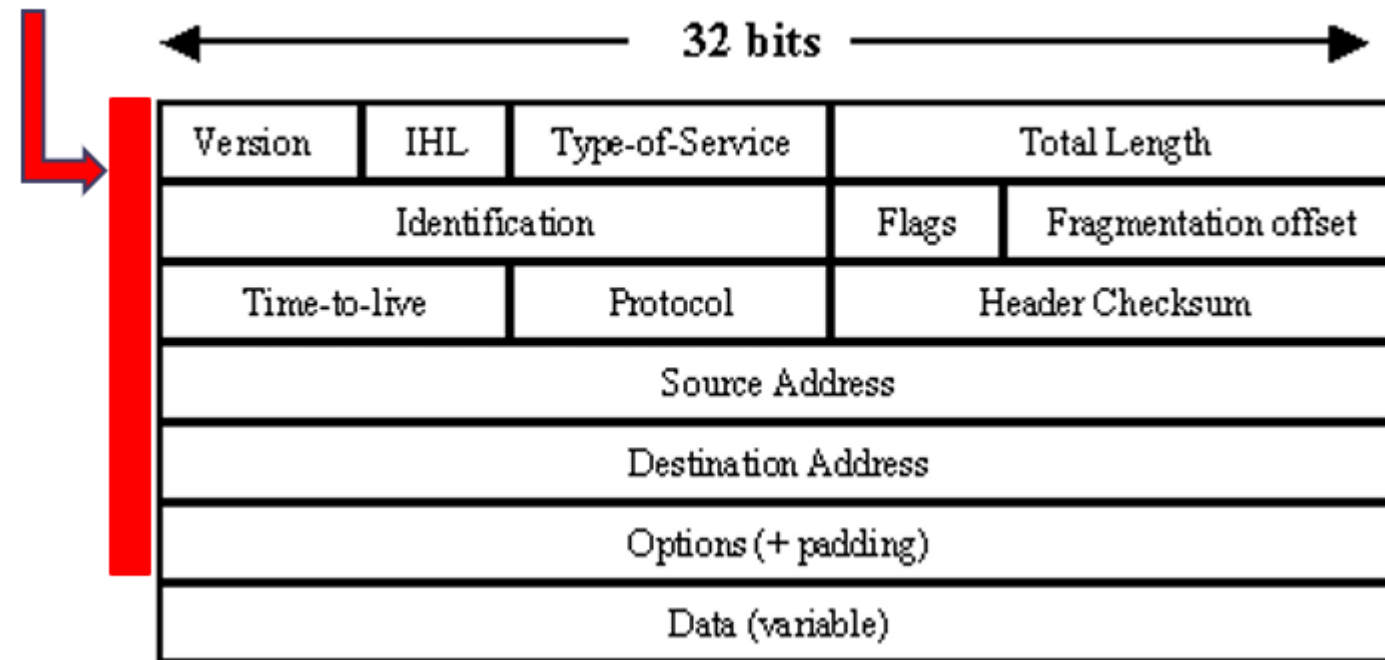 32 bits
Version IHL Type-of-Service Total Length
Identification Flags Fragmentation offset
Time-to-live Protocol Header Checksum
Source Address
Destination Address
Options (+ padding)
Data (variable)